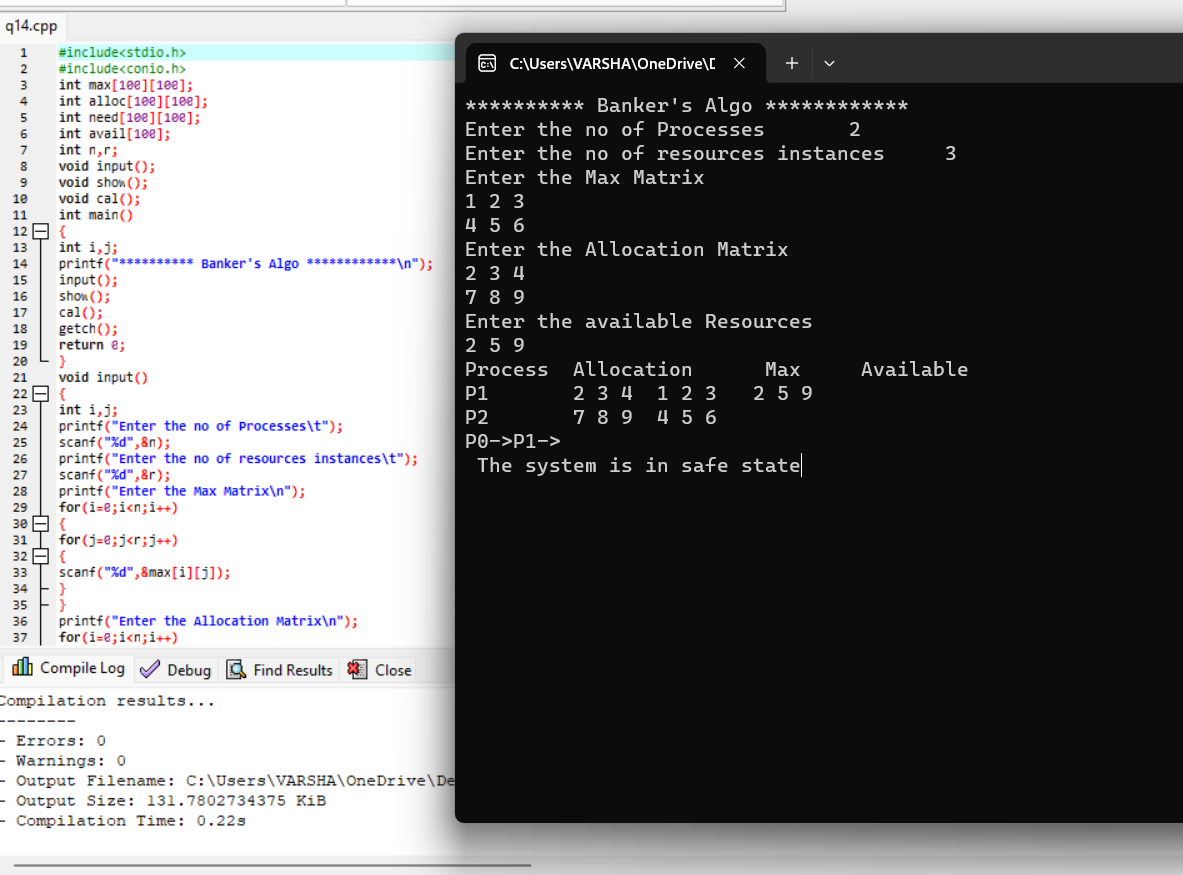 q14.cpp
1 #include<stdio.h>
2 #include<conio.h>
3 int max[100][100];
4 int alloc[100][100];
5 int need[100][100];
6 int avail[100];
7 int n,r;
8 void input();
9 void show();
10 void cal();
11 int main()
12 {
13 int i,j;
14 printf("********** Banker's Algo ************\n");
15 input();
16 show();
17 cal();
18 getch();
19 return 0;
20 }
21 void input()
22 {
23 int i,j;
24 printf("Enter the no of Processes\t");
25 scanf("%d",&n);
26 printf("Enter the no of resources instances\t");
27 scanf("%d",&r);
28 printf("Enter the Max Matrix\n");
29 for(i=0;i<n;i++)
30 {
31 for(j=0;j<r;j++)
32 {
33 scanf("%d",&max[i][j]);
34 }
35 }
36 printf("Enter the Allocation Matrix\n");
37 for(i=0;i<n;i++)
Compile Log Debug Find Results Close
Compilation results...
--------
- Errors: 0
- Warnings: 0
- Output Filename: C:\Users\VARSHA\OneDrive\De
- Output Size: 131.7802734375 KiB
- Compilation Time: 0.22s
C:\Users\VARSHA\OneDrive\D
********** Banker's Algo ************
Enter the no of Processes 2
Enter the no of resources instances 3
Enter the Max Matrix
1 2 3
4 5 6
Enter the Allocation Matrix
2 3 4
7 8 9
Enter the available Resources
2 5 9
Process Allocation Max Available
P1 2 3 4 1 2 3 2 5 9
P2 7 8 9 4 5 6
P0->P1->
The system is in safe state